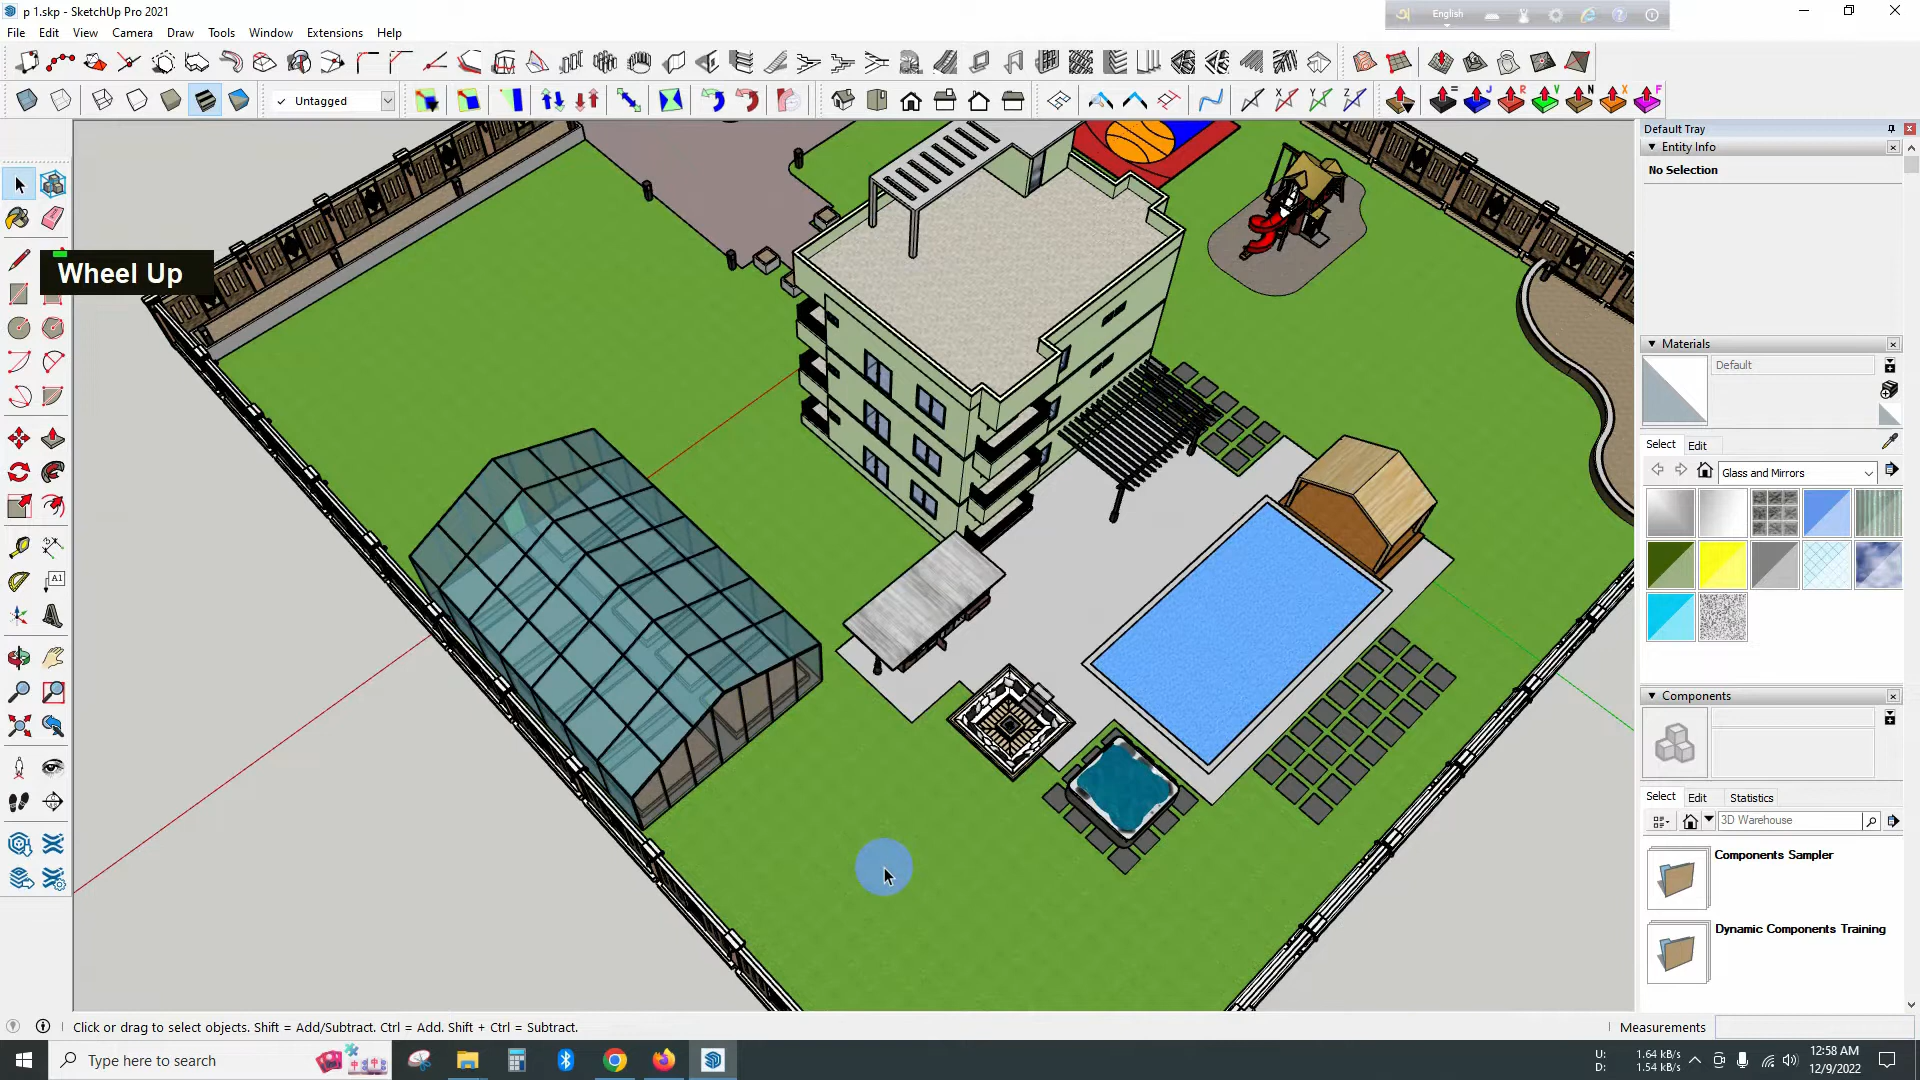 p 1.skp - SketchUp Pro 2021
English
File Edit View Camera Draw Tools Window Extensions Help
Untagged
X Y Z
= J R V N X F
Default Tray
Entity Info
No Selection
Wheel Up
Materials
Default
Select Edit
Glass and Mirrors
A1
Components
Select Edit Statistics
3D Warehouse
Components Sampler
Dynamic Components Training
Click or drag to select objects. Shift = Add/Subtract. Ctrl = Add. Shift + Ctrl = Subtract.
Measurements
Type here to search
U: 1.64 kB/s
D: 1.54 kB/s
12:58 AM
12/9/2022